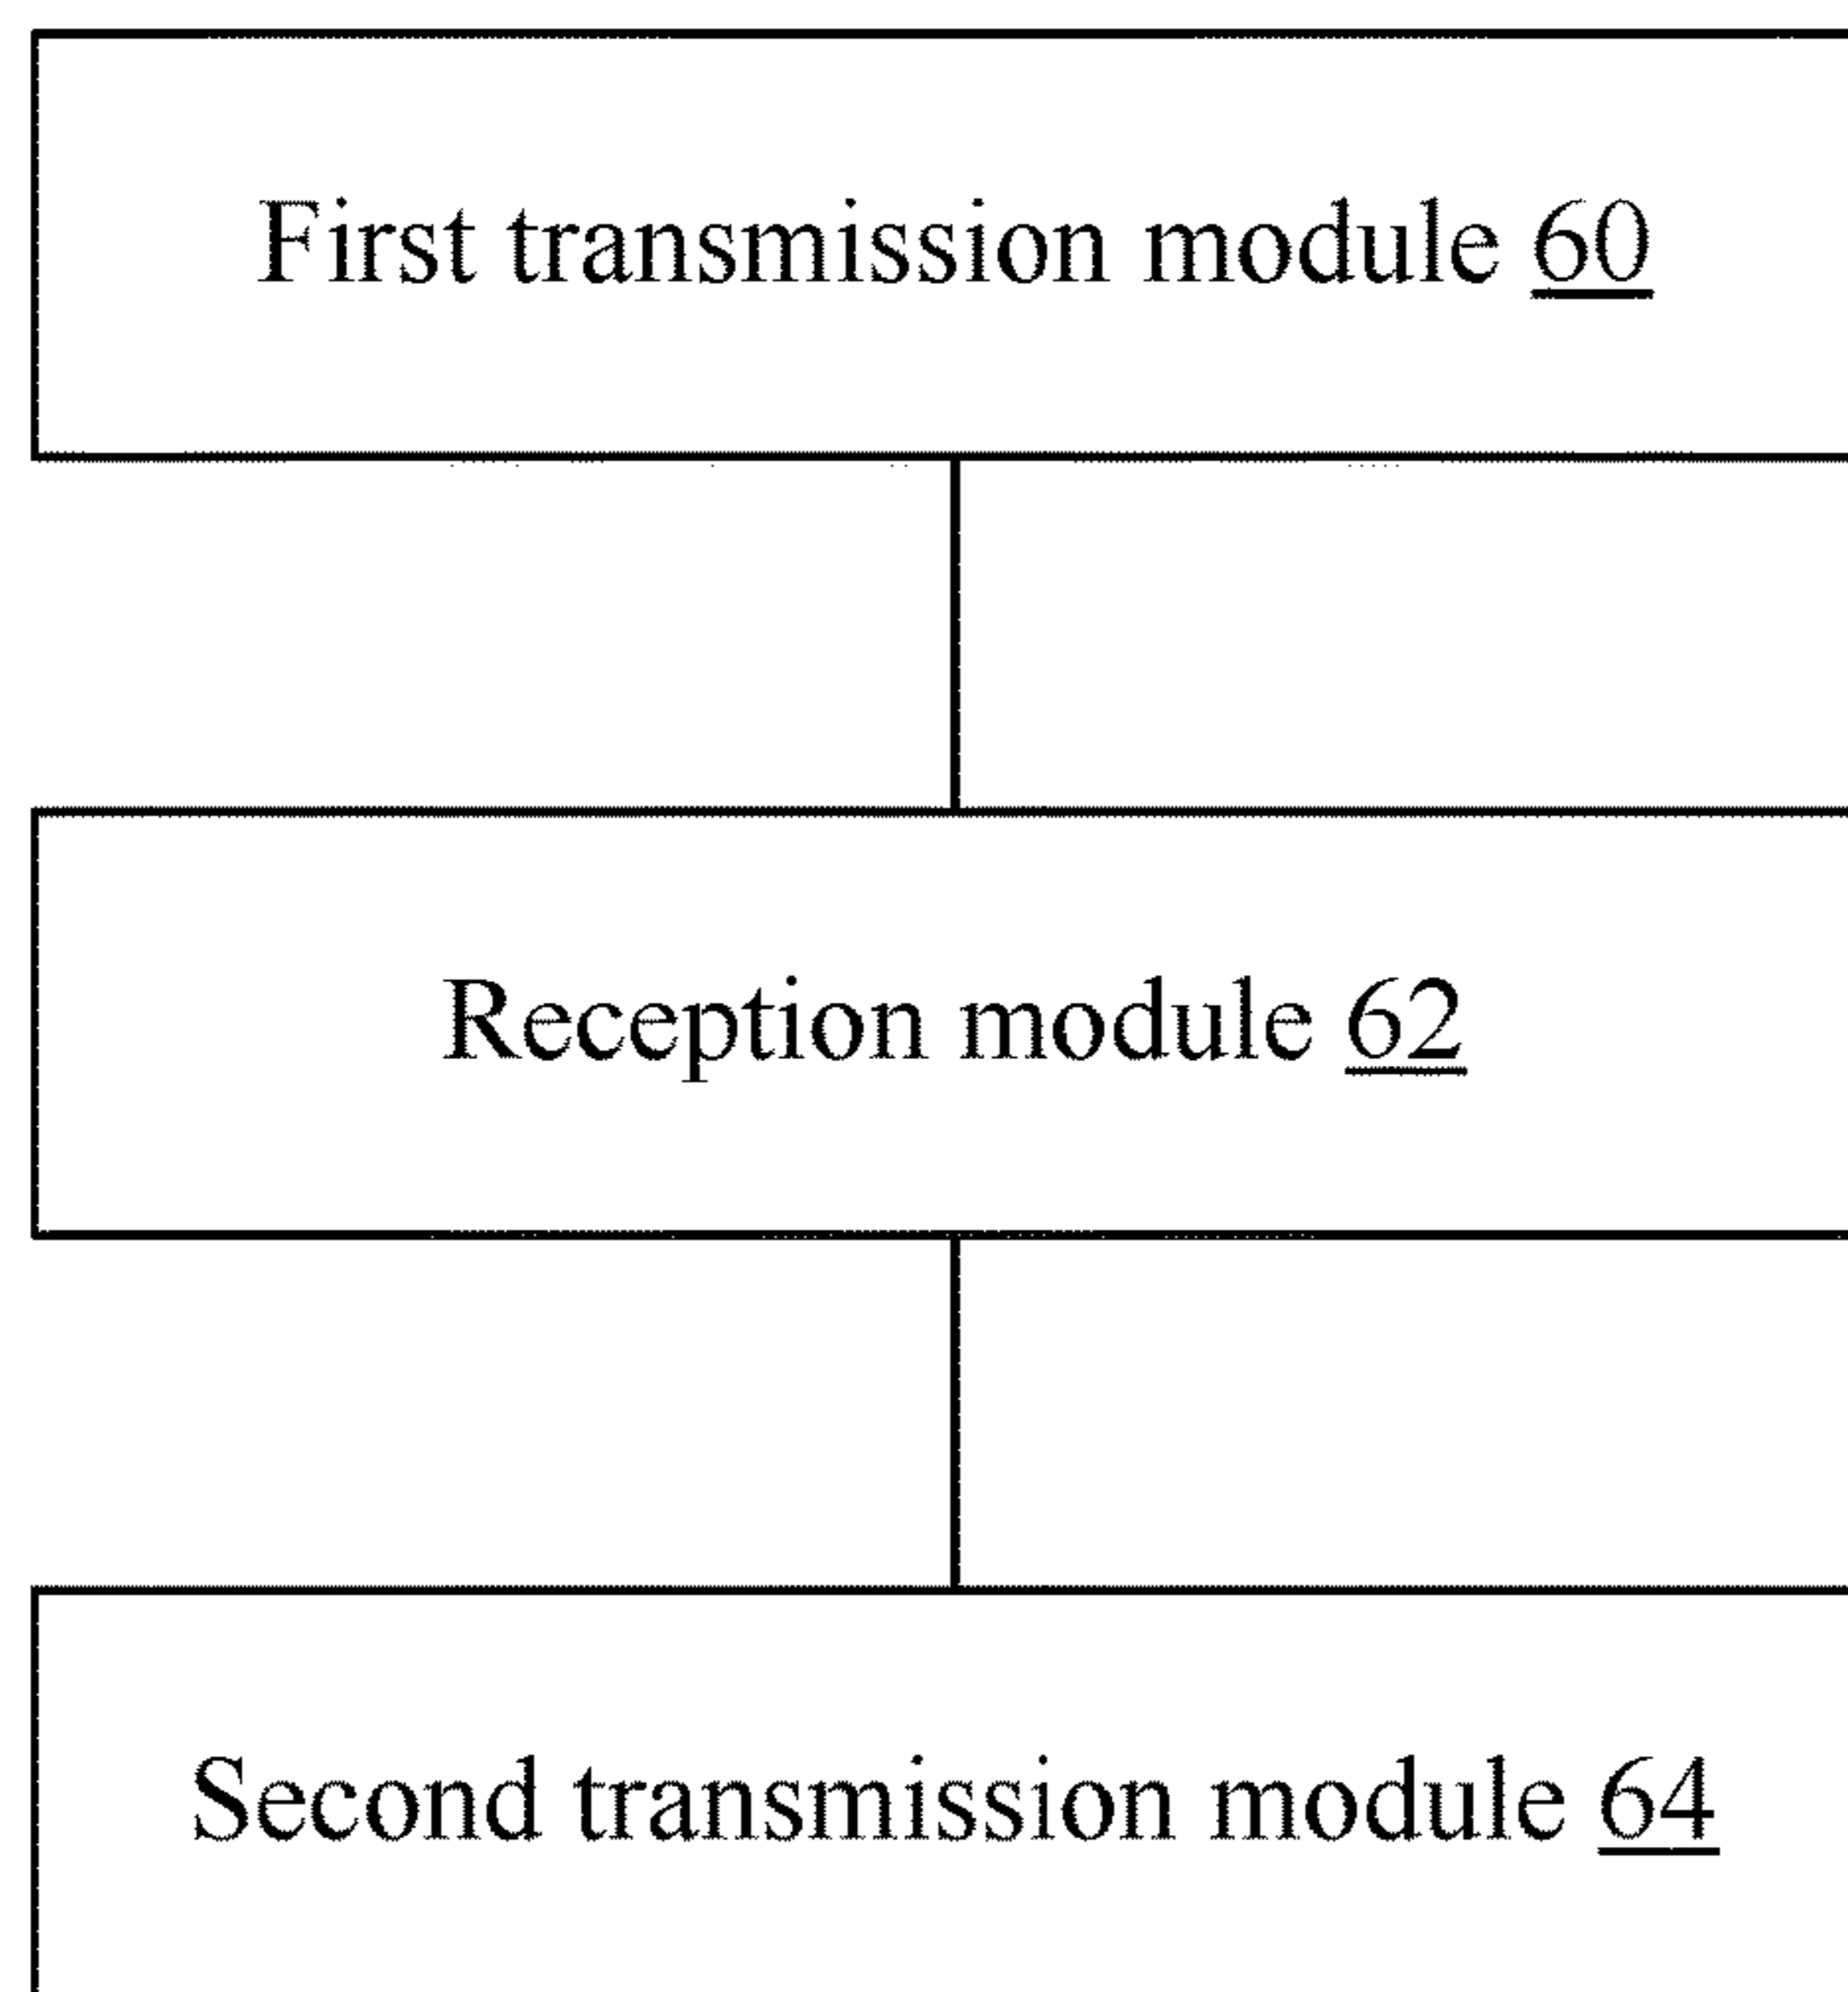 First transmission module 60
Reception module 62
Second transmission module 64